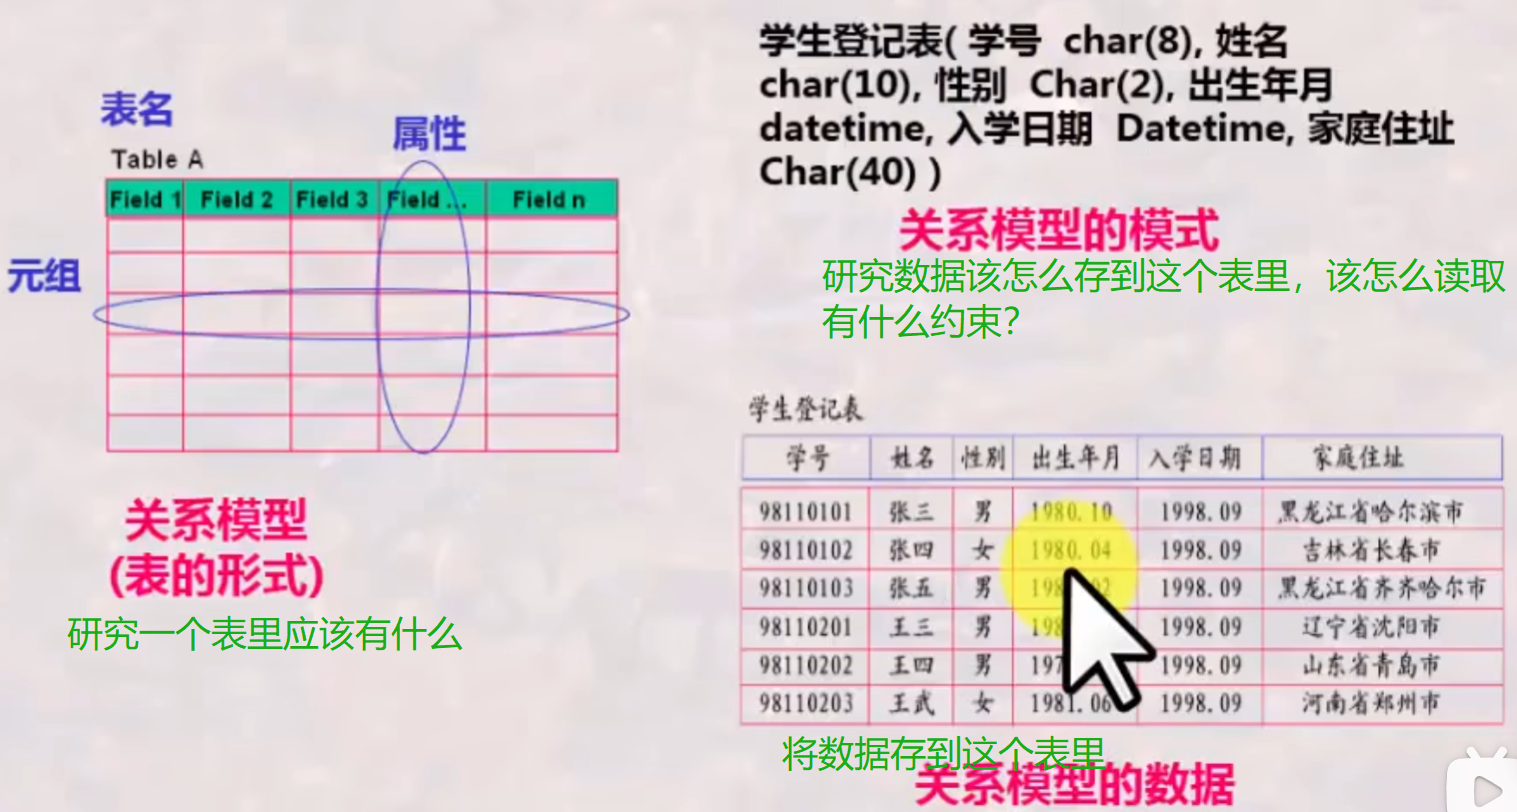 表名
属性
Table A
Field 1 Field 2 Field 3 Field ... Field n
元组
关系模型
(表的形式)
研究一个表里应该有什么
学生登记表( 学号 char(8), 姓名
char(10), 性别 Char(2), 出生年月
datetime, 入学日期 Datetime, 家庭住址
Char(40) )
关系模型的模式
研究数据该怎么存到这个表里，该怎么读取
有什么约束？
学生登记表
学号 姓名 性别 出生年月 入学日期 家庭住址
98110101 张三 男 1980.10 1998.09 黑龙江省哈尔滨市
98110102 张四 女 1980.04 1998.09 吉林省长春市
98110103 张五 男 1998.09 黑龙江省齐齐哈尔市
98110201 王三 男 1998.09 辽宁省沈阳市
98110202 王四 男 1998.09 山东省青岛市
98110203 王武 女 1981.06 1998.09 河南省郑州市
将数据存到这个表里
关系模型的数据